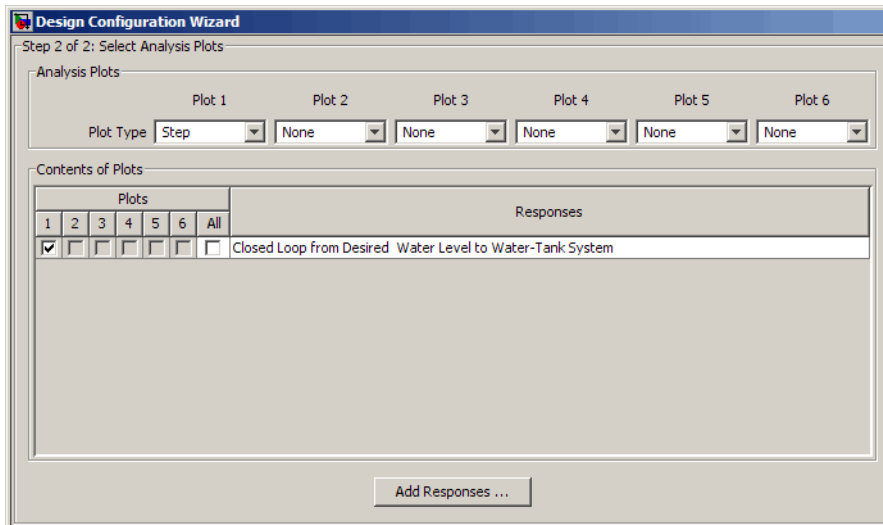 Design Configuration Wizard
Step 2 of 2: Select Analysis Plots
Analysis Plots
Plot 1 Plot 2 Plot 3 Plot 4 Plot 5 Plot 6
Plot Type Step None None None None None
Contents of Plots
Plots Responses
1 2 3 4 5 6 All
Closed Loop from Desired  Water Level to Water-Tank System
Add Responses ...